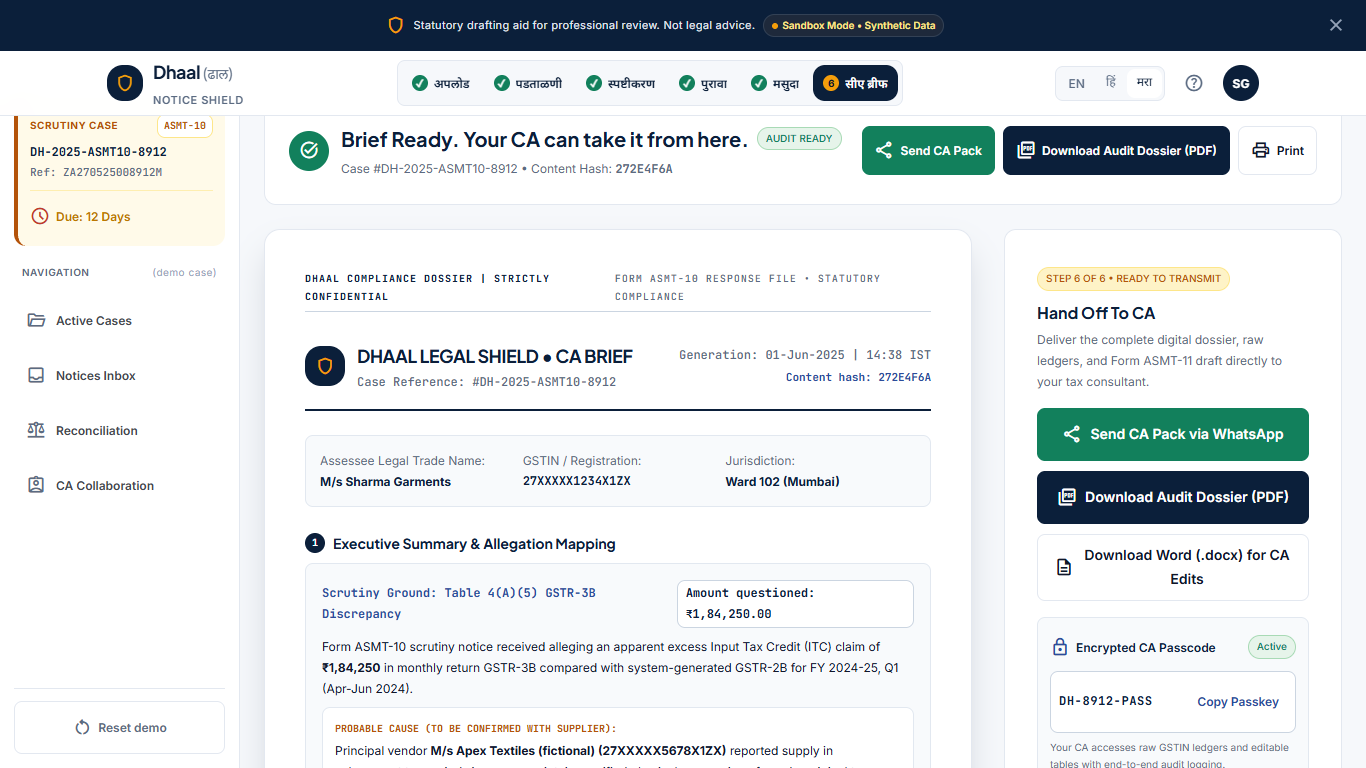 Statutory drafting aid for professional review. Not legal advice.
Sandbox Mode • Synthetic Data
Dhaal (ढाल)
NOTICE SHIELD
अपलोड
पडताळणी
स्पष्टीकरण
पुरावा
मसुदा
6 सीए ब्रीफ
EN
हिं
मरा
SG
SCRUTINY CASE
ASMT-10
DH-2025-ASMT10-8912
Ref: ZA270525008912M
Due: 12 Days
NAVIGATION
(demo case)
Active Cases
Notices Inbox
Reconciliation
CA Collaboration
Reset demo
Brief Ready. Your CA can take it from here.
AUDIT READY
Case #DH-2025-ASMT10-8912 • Content Hash: 272E4F6A
Send CA Pack
Download Audit Dossier (PDF)
Print
DHAAL COMPLIANCE DOSSIER | STRICTLY
CONFIDENTIAL
FORM ASMT-10 RESPONSE FILE • STATUTORY
COMPLIANCE
DHAAL LEGAL SHIELD ● CA BRIEF
Case Reference: #DH-2025-ASMT10-8912
Generation: 01-Jun-2025 | 14:38 IST
Content hash: 272E4F6A
Assessee Legal Trade Name:
M/s Sharma Garments
GSTIN / Registration:
27XXXXX1234X1ZX
Jurisdiction:
Ward 102 (Mumbai)
1 Executive Summary & Allegation Mapping
Scrutiny Ground: Table 4(A)(5) GSTR-3B
Discrepancy
Amount questioned:
₹1,84,250.00
Form ASMT-10 scrutiny notice received alleging an apparent excess Input Tax Credit (ITC) claim of
₹1,84,250 in monthly return GSTR-3B compared with system-generated GSTR-2B for FY 2024-25, Q1
(Apr-Jun 2024).
PROBABLE CAUSE (TO BE CONFIRMED WITH SUPPLIER):
Principal vendor M/s Apex Textiles (fictional) (27XXXXX5678X1ZX) reported supply in
STEP 6 OF 6 • READY TO TRANSMIT
Hand Off To CA
Deliver the complete digital dossier, raw
ledgers, and Form ASMT-11 draft directly to
your tax consultant.
Send CA Pack via WhatsApp
Download Audit Dossier (PDF)
Download Word (.docx) for CA
Edits
Encrypted CA Passcode
Active
DH-8912-PASS
Copy Passkey
Your CA accesses raw GSTIN ledgers and editable
tables with end-to-end audit logging.